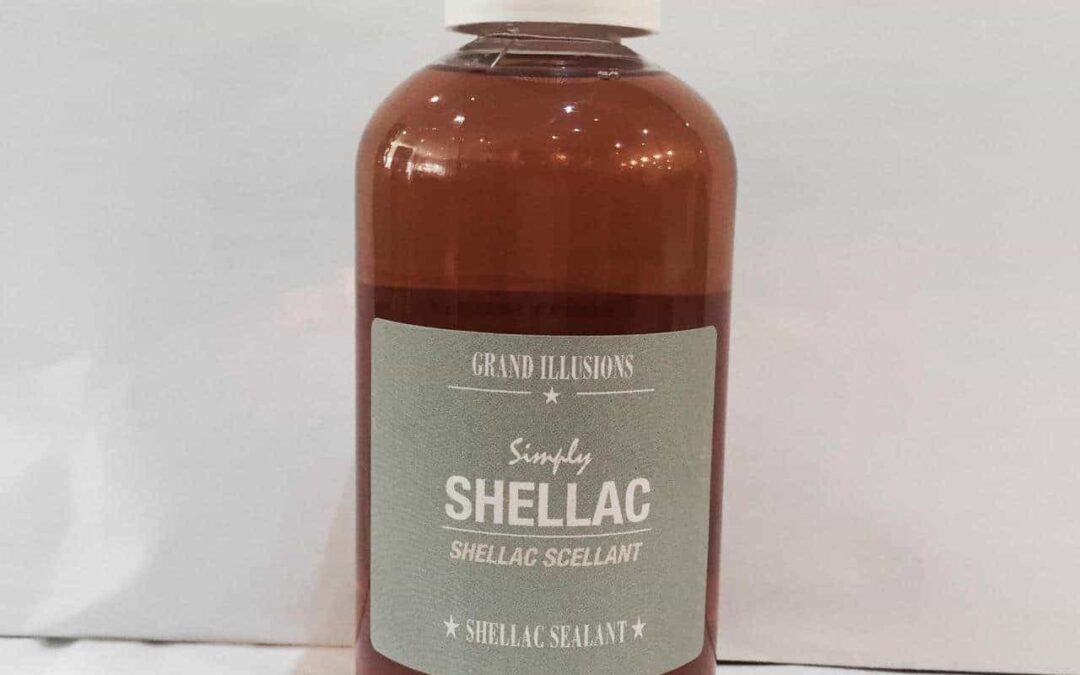 GRAND ILLUSIONS
Simply
SHELLAC
SHELLAC SCELLANT
SHELLAC SEALANT